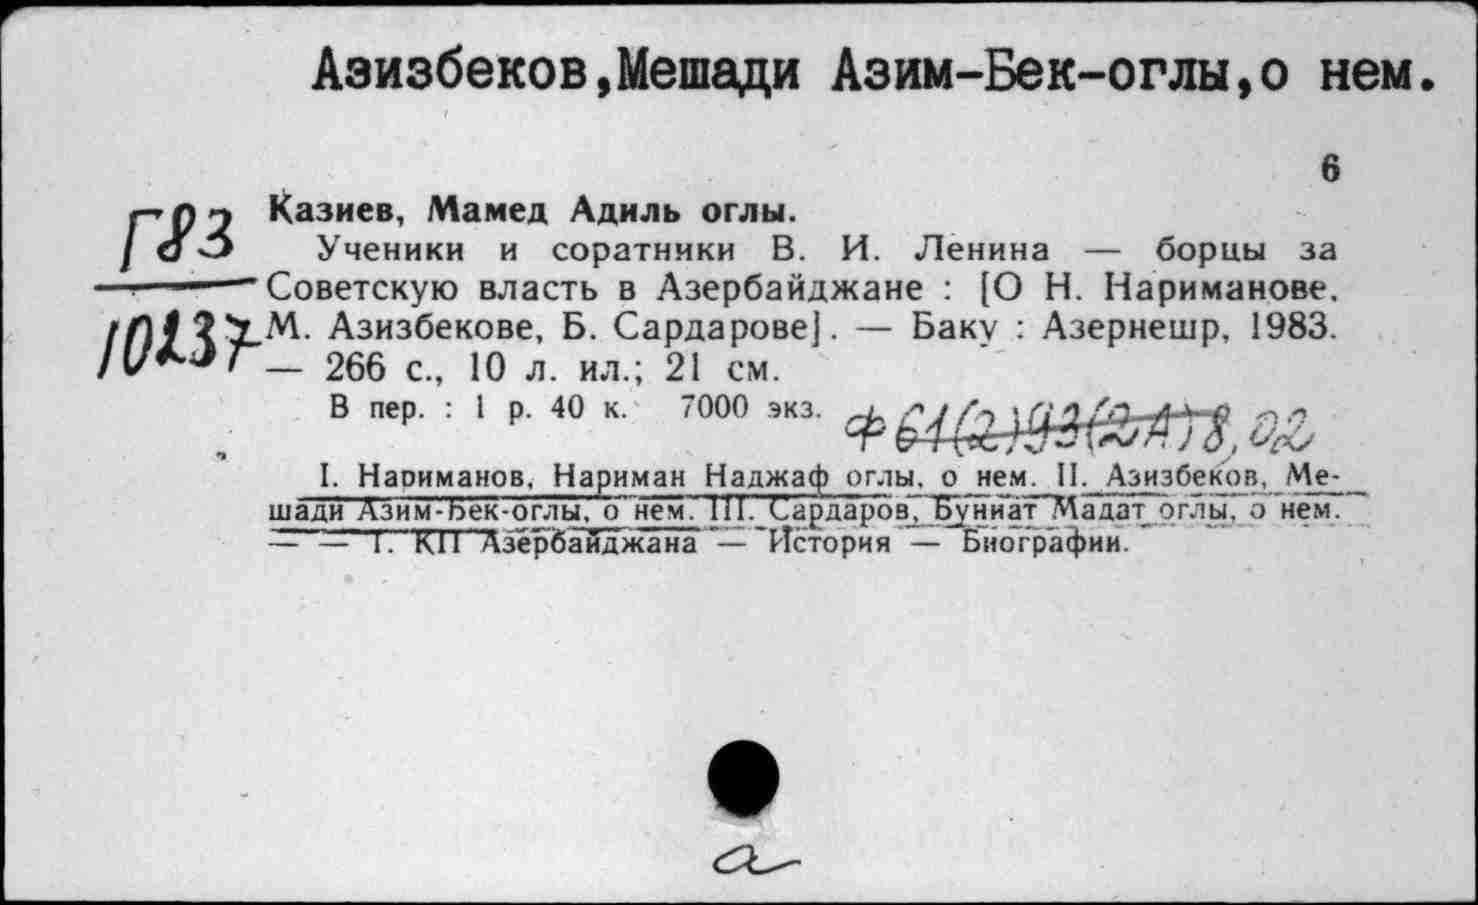 Азизбеков,Мешади Азим-Бек-оглы,о нем.
6
Г83
10137
Казиев, Мамед Адиль оглы.
Ученики и соратники В. И. Ленина — борцы за
Советскую власть в Азербайджане : [О Н. Нариманове,
М. Азизбекове, Б. Сардарове]. — Баку : Азернешр, 1983.
— 266 с., 10 л. ил.; 21 см.
В пер. : 1 р. 40 к. 7000 экз.
I. Нариманов, Нариман Наджаф оглы, о нем. II. Азизбеков, Ме-
шади Азим-Бек-оглы, о нем. III. Сардаров, Буниат Мадат оглы, о нем.
— — 1. КП Азербайджана — История — Биографии.